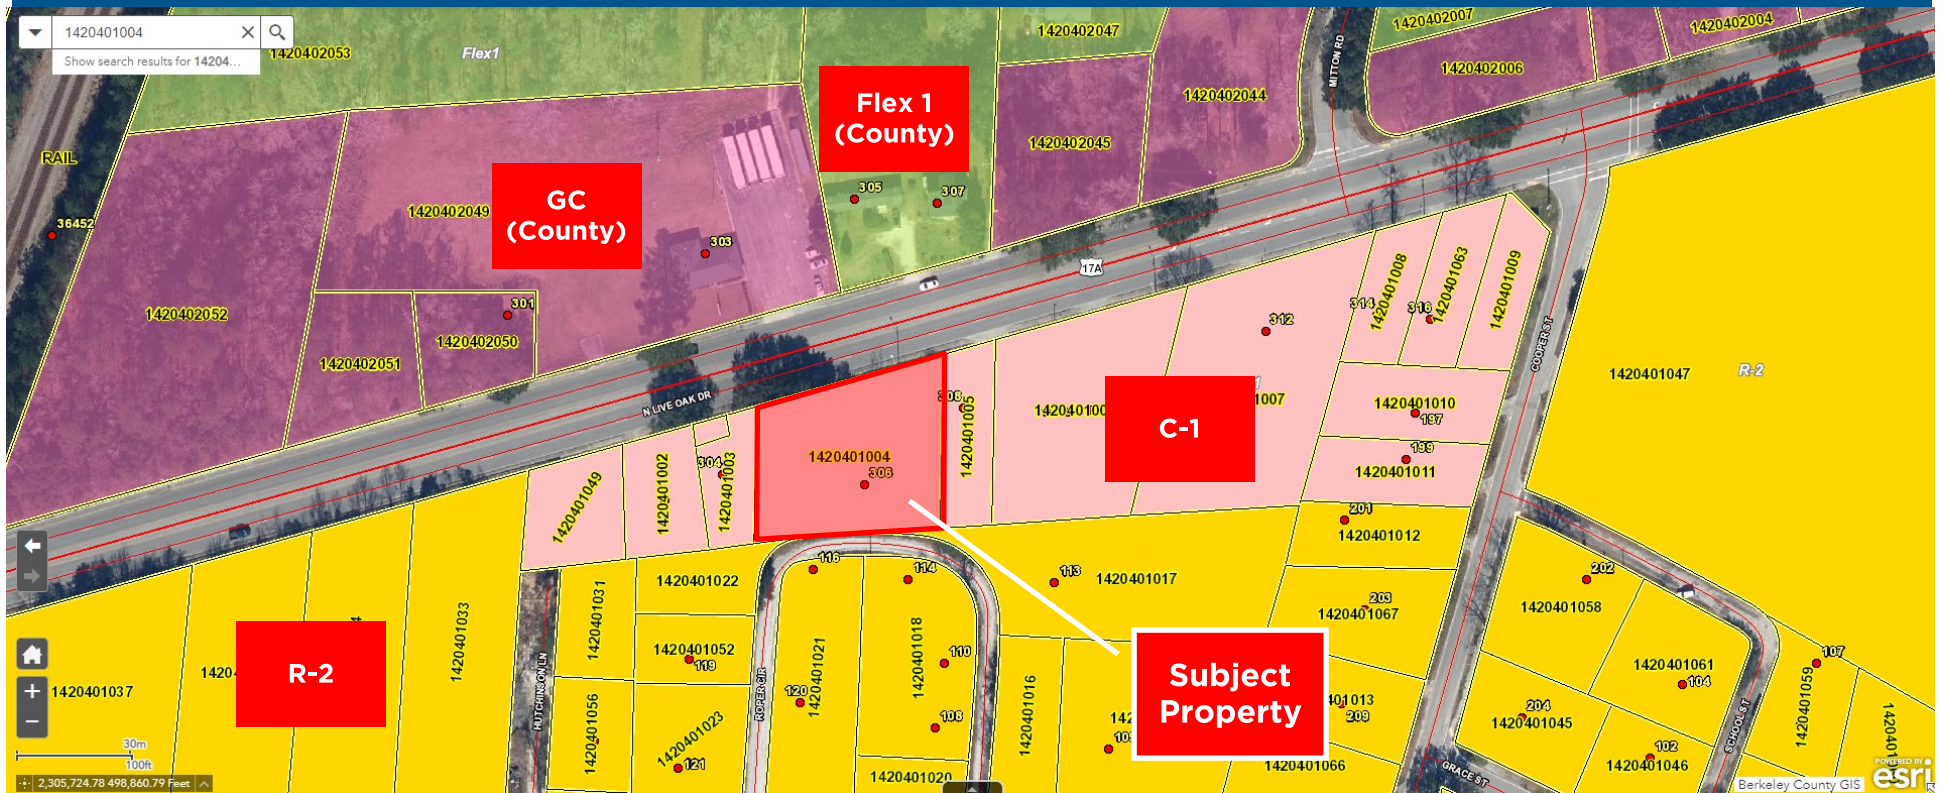 1420401004
Show search results for 14204...
1420402053
Flex1
1420402047
1420402007
1420402004
1420402006
MITTON RD
1420402044
1420402045
Flex 1
(County)
305
307
RAIL
36452
GC
(County)
1420402049
303
301
1420402052
1420402051
1420402050
17A
N LIVE OAK DR
312
314
1420401008
316
1420401063
1420401009
COOPER ST
1420401047
R-2
308
1420401005
C-1
1007
1420401010
197
199
1420401011
1420401004
306
304
1420401003
1420401002
1420401049
201
1420401012
116
114
113
1420401017
203
1420401067
202
1420401058
1420401022
1420401031
1420401033
1420401052
119
1420401021
1420401018
110
120
108
R-2
1420401037
HUTCHINSON LN
ROPER CIR
1420401056
1420401023
121
1420401016
1420401020
Subject
Property
209
1420401066
204
1420401045
1420401061
104
107
1420401059
102
1420401046
SCHOOL ST
GRACE ST
30m
100ft
2,305,724.78 498,860.79 Feet
Berkeley County GIS
POWERED BY
esri